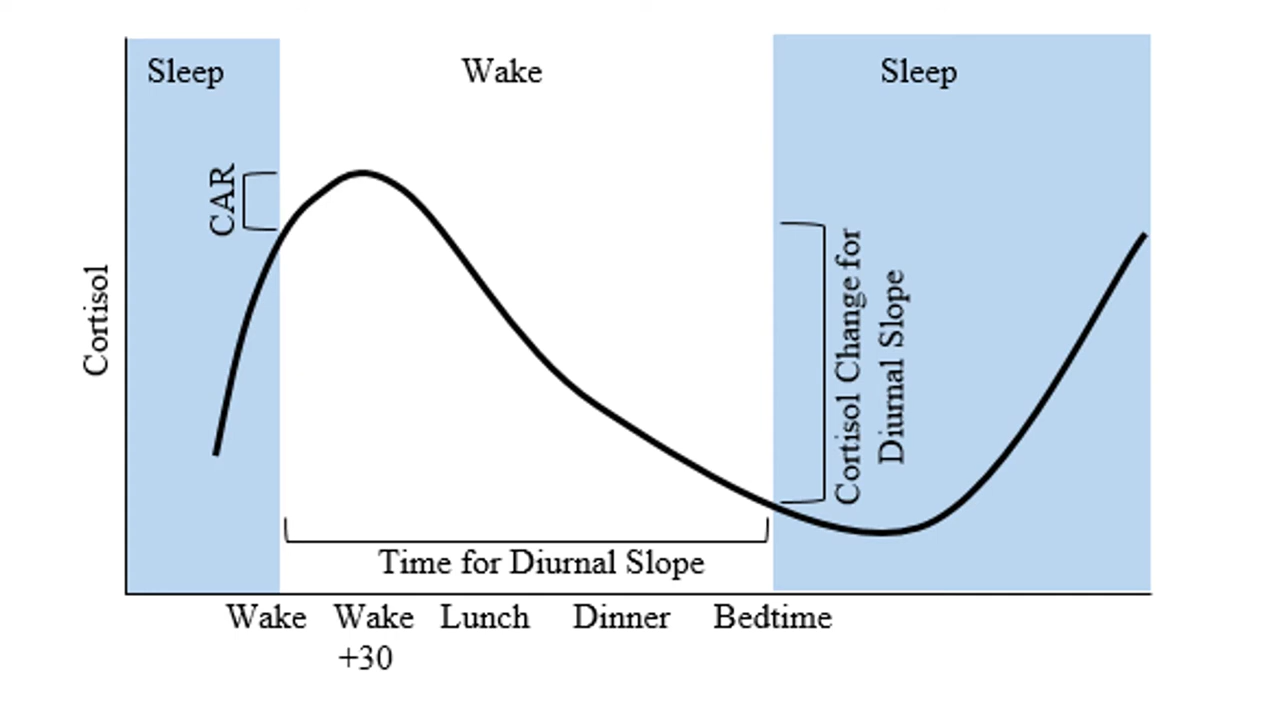 Sleep
Wake
Sleep
CAR
Cortisol
Cortisol Change for
Diurnal Slope
Time for Diurnal Slope
Wake
Wake
+30
Lunch
Dinner
Bedtime